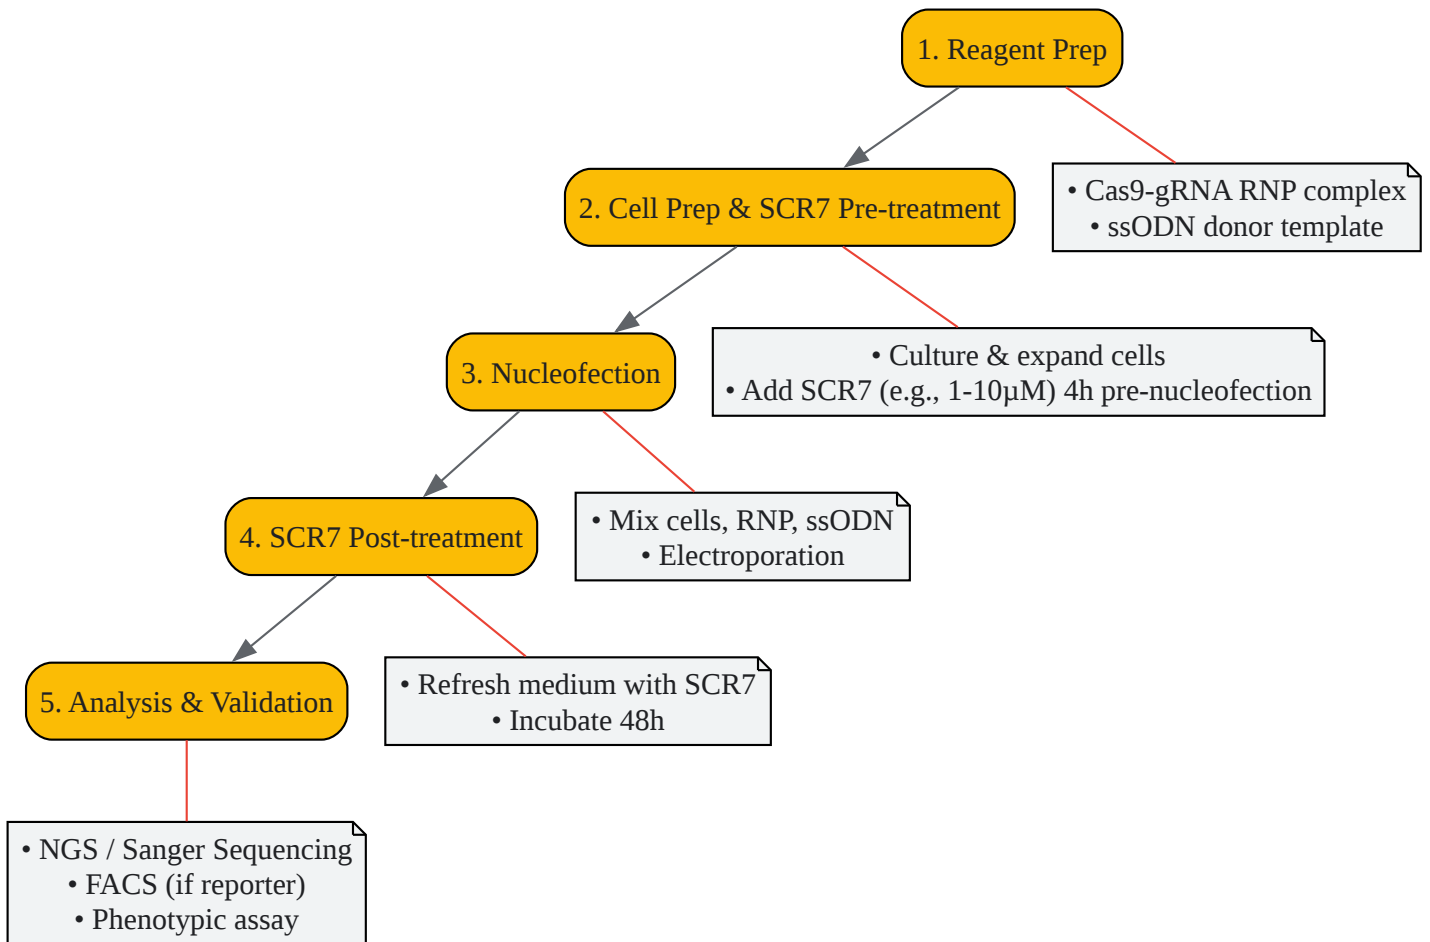 1. Reagent Prep
• Cas9-gRNA RNP complex
• ssODN donor template
2. Cell Prep & SCR7 Pre-treatment
• Culture & expand cells
• Add SCR7 (e.g., 1-10µM) 4h pre-nucleofection
3. Nucleofection
• Mix cells, RNP, ssODN
• Electroporation
4. SCR7 Post-treatment
• Refresh medium with SCR7
• Incubate 48h
5. Analysis & Validation
• NGS / Sanger Sequencing
• FACS (if reporter)
• Phenotypic assay